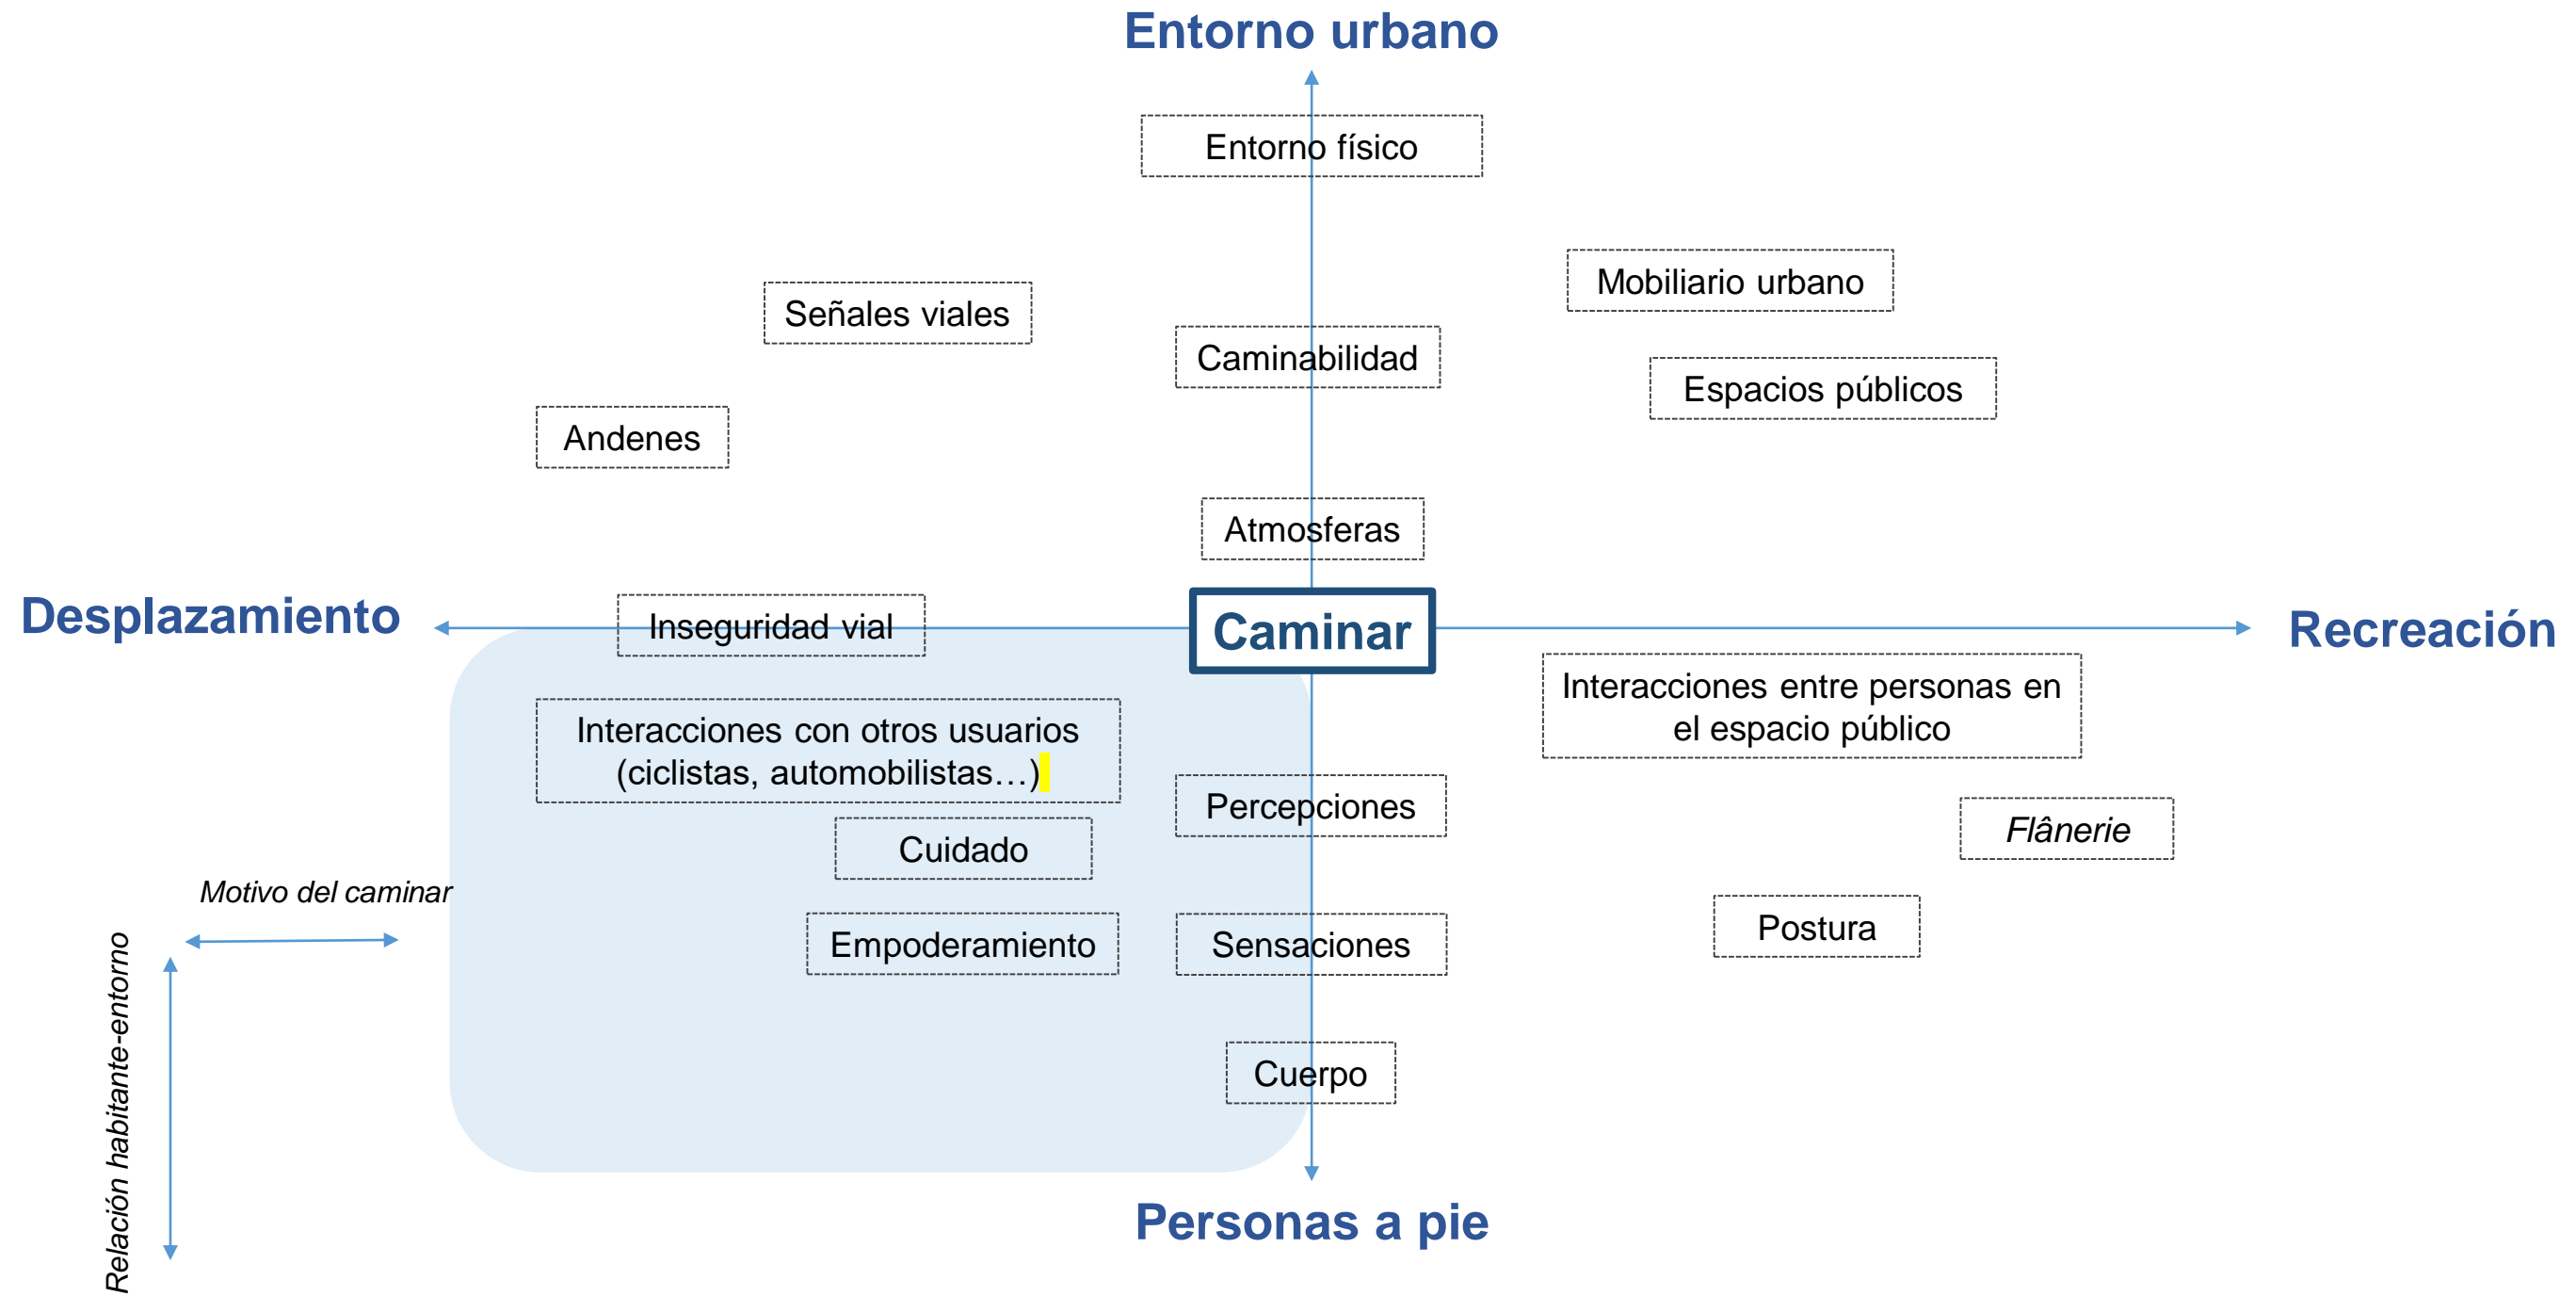 Entorno urbano
Entorno físico
Mobiliario urbano
Señales viales
Caminabilidad
Espacios públicos
Andenes
Atmosferas
Desplazamiento
Inseguridad vial
Caminar
Recreación
Interacciones entre personas en
el espacio público
Interacciones con otros usuarios
(ciclistas, automobilistas…)
Percepciones
Flânerie
Cuidado
Motivo del caminar
Postura
Empoderamiento
Sensaciones
Cuerpo
Relación habitante-entorno
Personas a pie